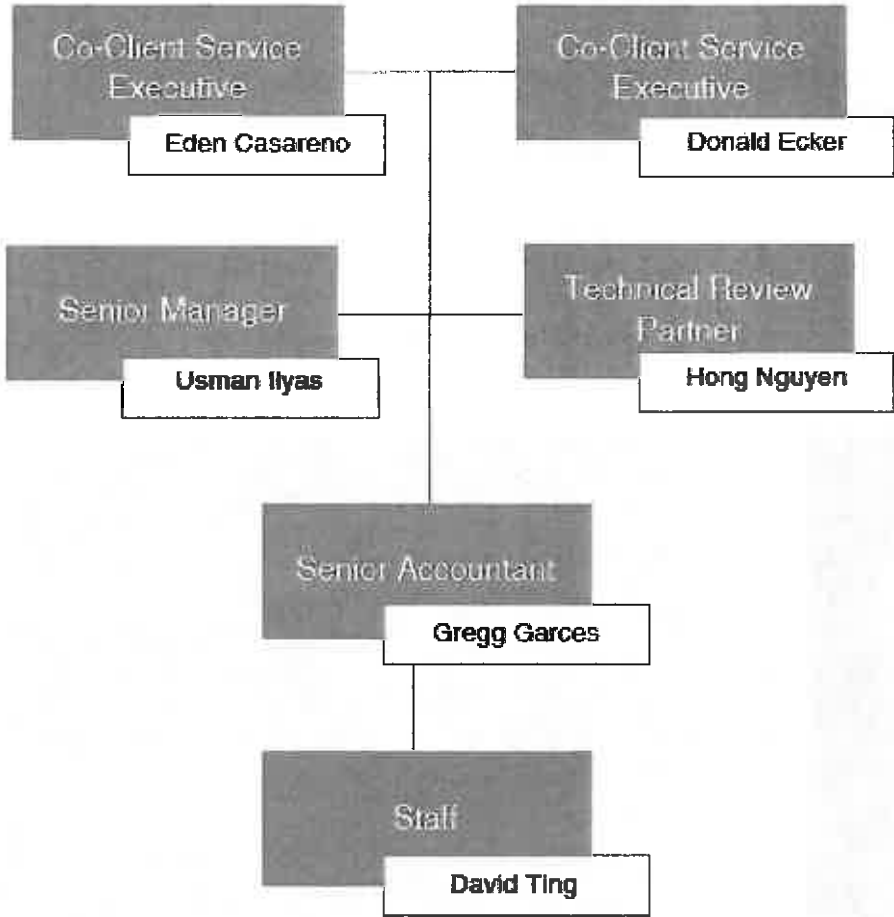 Co-Client Service
Executive
Eden Casareno
Co-Client Service
Executive
Donald Ecker
Senior Manager
Usman Ilyas
Technical Review
Partner
Hong Nguyen
Senior Accountant
Gregg Garces
Staff
David Ting